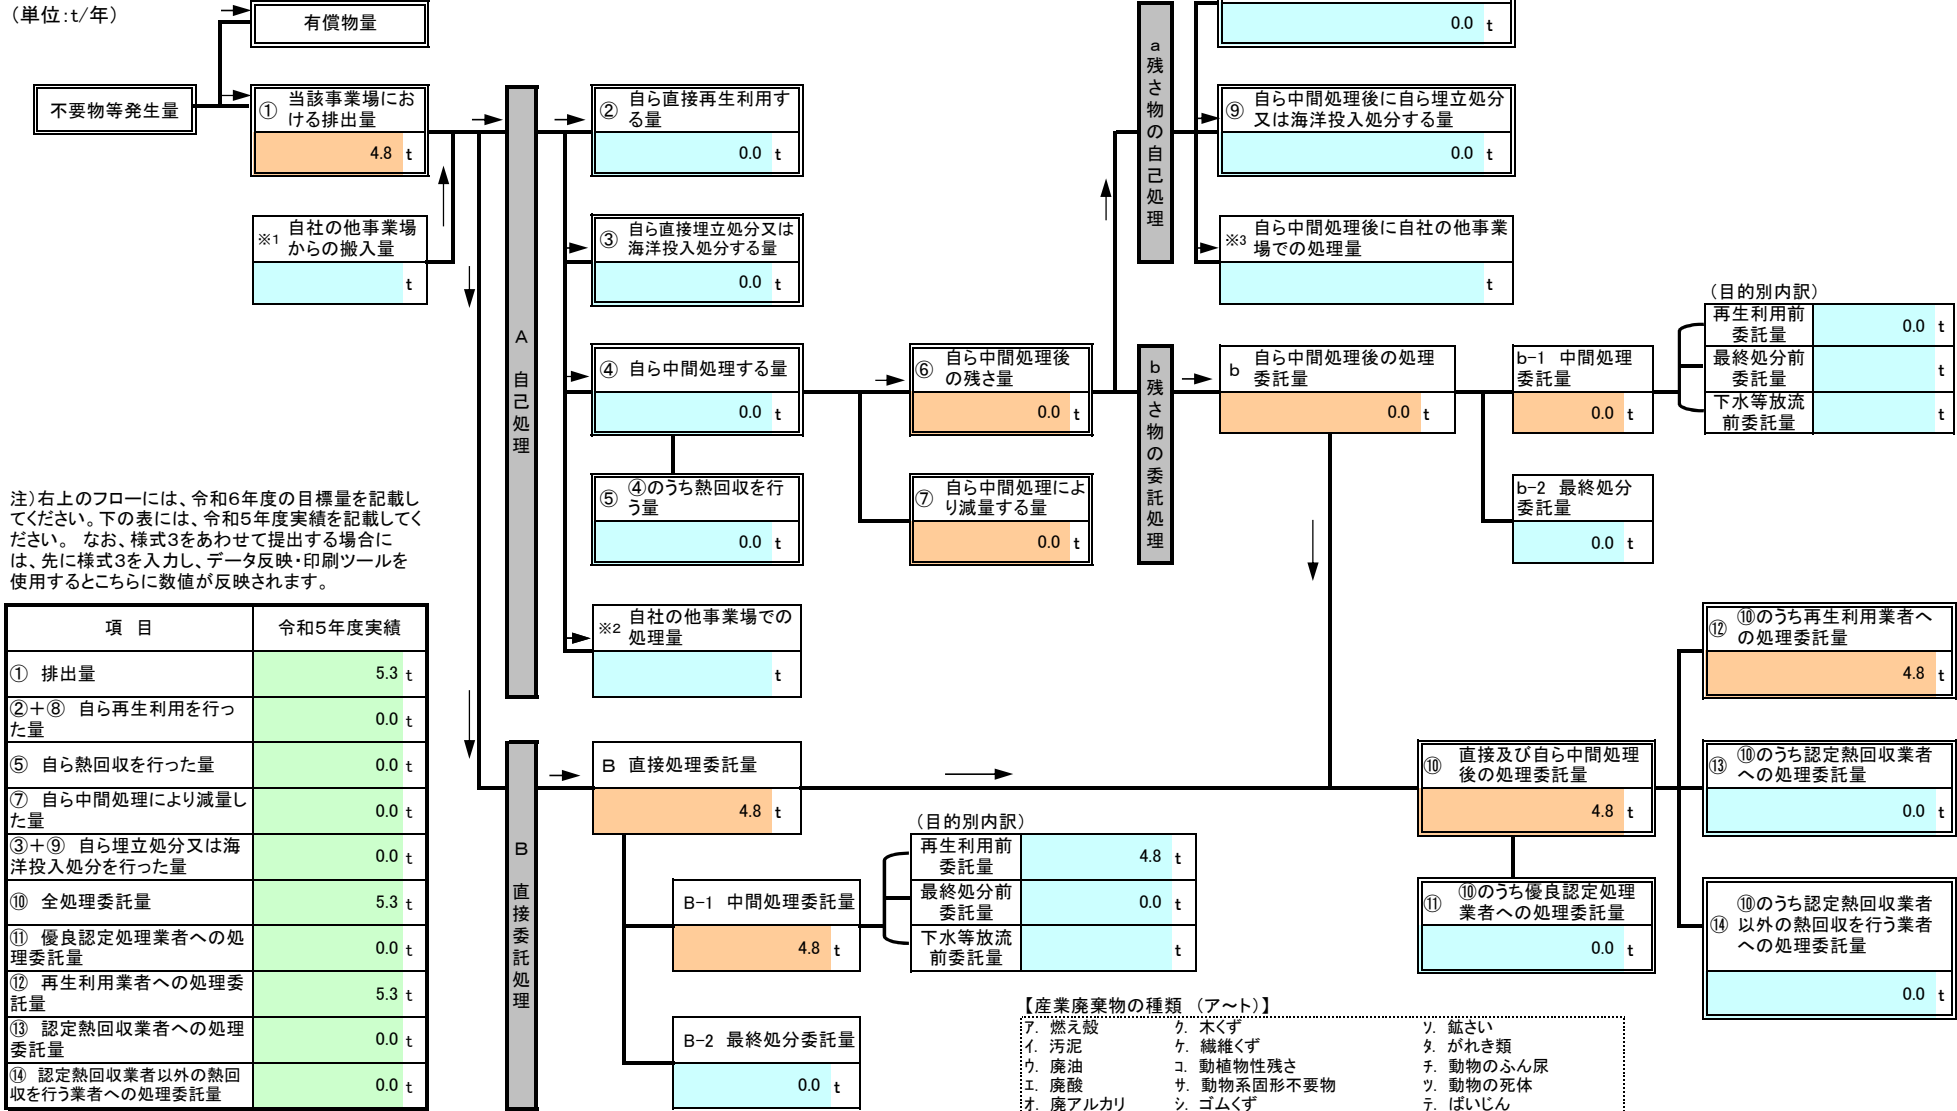 （単位：ｔ/年）
有償物量
不要物等発生量
① 当該事業場にお
ける排出量
4.8 t
※1 自社の他事業場
からの搬入量
t
A 自己処理
② 自ら直接再生利用す
る量
0.0 t
③ 自ら直接埋立処分又は
海洋投入処分する量
0.0 t
④ 自ら中間処理する量
0.0 t
⑤ ④のうち熱回収を行
う量
0.0 t
※2 自社の他事業場での
処理量
t
⑥ 自ら中間処理後
の残さ量
0.0 t
⑦ 自ら中間処理によ
り減量する量
0.0 t
a残さ物の自己処理
0.0 t
⑨ 自ら中間処理後に自ら埋立処分
又は海洋投入処分する量
0.0 t
※3 自ら中間処理後に自社の他事業
場での処理量
t
b残さ物の委託処理
b 自ら中間処理後の処理
委託量
0.0 t
b-1 中間処理
委託量
0.0 t
b-2 最終処分
委託量
0.0 t
（目的別内訳）
再生利用前
委託量
0.0 t
最終処分前
委託量
t
下水等放流
前委託量
t
注）右上のフローには、令和6年度の目標量を記載し
てください。下の表には、令和5年度実績を記載してく
ださい。 なお、様式3をあわせて提出する場合に
は、先に様式3を入力し、データ反映・印刷ツールを
使用するとこちらに数値が反映されます。
項 目 令和5年度実績
① 排出量 5.3 t
②＋⑧ 自ら再生利用を行っ
た量
0.0 t
⑤ 自ら熱回収を行った量 0.0 t
⑦ 自ら中間処理により減量し
た量
0.0 t
③＋⑨ 自ら埋立処分又は海
洋投入処分を行った量
0.0 t
⑩ 全処理委託量 5.3 t
⑪ 優良認定処理業者への処
理委託量
0.0 t
⑫ 再生利用業者への処理委
託量
5.3 t
⑬ 認定熱回収業者への処理
委託量
0.0 t
⑭ 認定熱回収業者以外の熱回
収を行う業者への処理委託量
0.0 t
B 直接委託処理
B 直接処理委託量
4.8 t
B-1 中間処理委託量
4.8 t
B-2 最終処分委託量
0.0 t
（目的別内訳）
再生利用前
委託量
4.8 t
最終処分前
委託量
0.0 t
下水等放流
前委託量
t
⑩ 直接及び自ら中間処理
後の処理委託量
4.8 t
⑪ ⑩のうち優良認定処理
業者への処理委託量
0.0 t
⑫ ⑩のうち再生利用業者へ
の処理委託量
4.8 t
⑬ ⑩のうち認定熱回収業者
への処理委託量
0.0 t
⑩のうち認定熱回収業者
⑭ 以外の熱回収を行う業者
への処理委託量
0.0 t
【産業廃棄物の種類 （ア～ト）】
ア. 燃え殻 ク. 木くず ソ. 鉱さい
イ. 汚泥 ケ. 繊維くず タ. がれき類
ウ. 廃油 コ. 動植物性残さ チ. 動物のふん尿
エ. 廃酸 サ. 動物系固形不要物 ツ. 動物の死体
オ. 廃アルカリ シ. ゴムくず テ. ばいじん